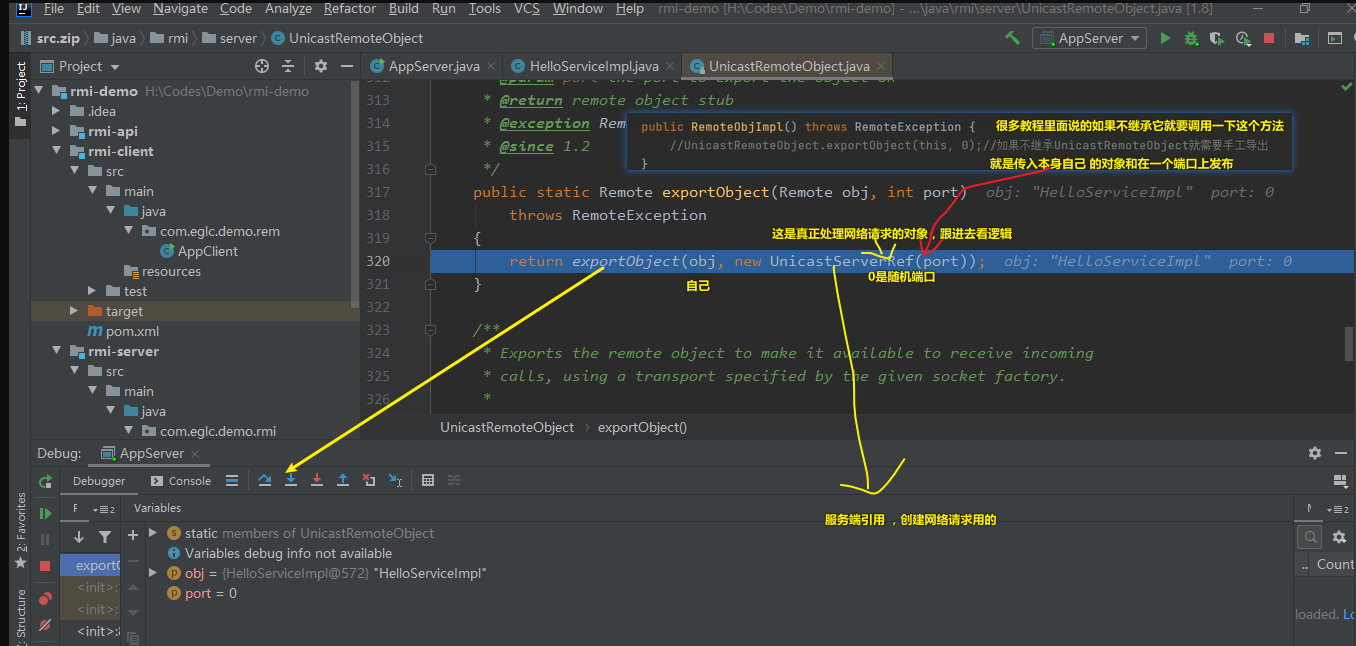 File Edit View Navigate Code Analyze Refactor Build Run Tools VCS Window Help rmi-demo [H:\Codes\Demo\rmi-demo] - ...\java\rmi\server\UnicastRemoteObject.java [1.8]
src.zip java rmi server UnicastRemoteObject
AppServer
1: Project
Project
AppServer.java HelloServiceImpl.java UnicastRemoteObject.java
rmi-demo H:\Codes\Demo\rmi-demo
.idea
rmi-api
rmi-client
src
main
java
com.eglc.demo.rem
AppClient
resources
test
target
pom.xml
rmi-server
src
main
java
com.eglc.demo.rmi
312 * @param port the port to export the object on
313 * @return remote object stub
314 * @exception Rem
315 * @since 1.2
316 */
317 public static Remote exportObject(Remote obj, int port) obj: "HelloServiceImpl" port: 0
318 throws RemoteException
319 {
320 return exportObject(obj, new UnicastServerRef(port)); obj: "HelloServiceImpl" port: 0
321 }
322
323 /**
324 * Exports the remote object to make it available to receive incoming
325 * calls, using a transport specified by the given socket factory.
326 *
public RemoteObjImpl() throws RemoteException { 很多教程里面说的如果不继承它就要调用一下这个方法
//UnicastRemoteObject.exportObject(this, 0);//如果不继承UnicastRemoteObject就需要手工导出
} 就是传入本身自己 的对象和在一个端口上发布
这是真正处理网络请求的对象，跟进去看逻辑
自己
0是随机端口
服务端引用 ，创建网络请求用的
UnicastRemoteObject › exportObject()
Debug: AppServer
Debugger Console
F 2 Variables
static members of UnicastRemoteObject
Variables debug info not available
obj = {HelloServiceImpl@572} "HelloServiceImpl"
port = 0
export
<init>:
<init>:
<init>:
2: Favorites
Structure
2
.. Count
loaded. Lo